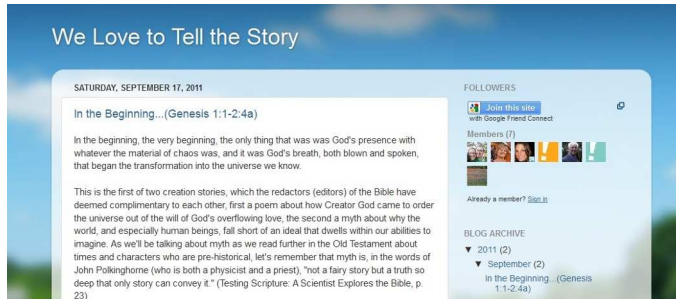 We Love to Tell the Story
SATURDAY, SEPTEMBER 17, 2011
In the Beginning...(Genesis 1:1-2:4a)
In the beginning, the very beginning, the only thing that was was God's presence with
whatever the material of chaos was, and it was God's breath, both blown and spoken,
that began the transformation into the universe we know.
This is the first of two creation stories, which the redactors (editors) of the Bible have
deemed complimentary to each other, first a poem about how Creator God came to order
the universe out of the will of God's overflowing love, the second a myth about why the
world, and especially human beings, fall short of an ideal that dwells within our abilities to
imagine. As we'll be talking about myth as we read further in the Old Testament about
times and characters who are pre-historical, let's remember that myth is, in the words of
John Polkinghorne (who is both a physicist and a priest), "not a fairy story but a truth so
deep that only story can convey it." (Testing Scripture: A Scientist Explores the Bible, p.
23)
FOLLOWERS
Join this site
with Google Friend Connect
Members (7)
Already a member? Sign in
BLOG ARCHIVE
▼ 2011 (2)
▼ September (2)
In the Beginning...(Genesis
1:1-2:4a)